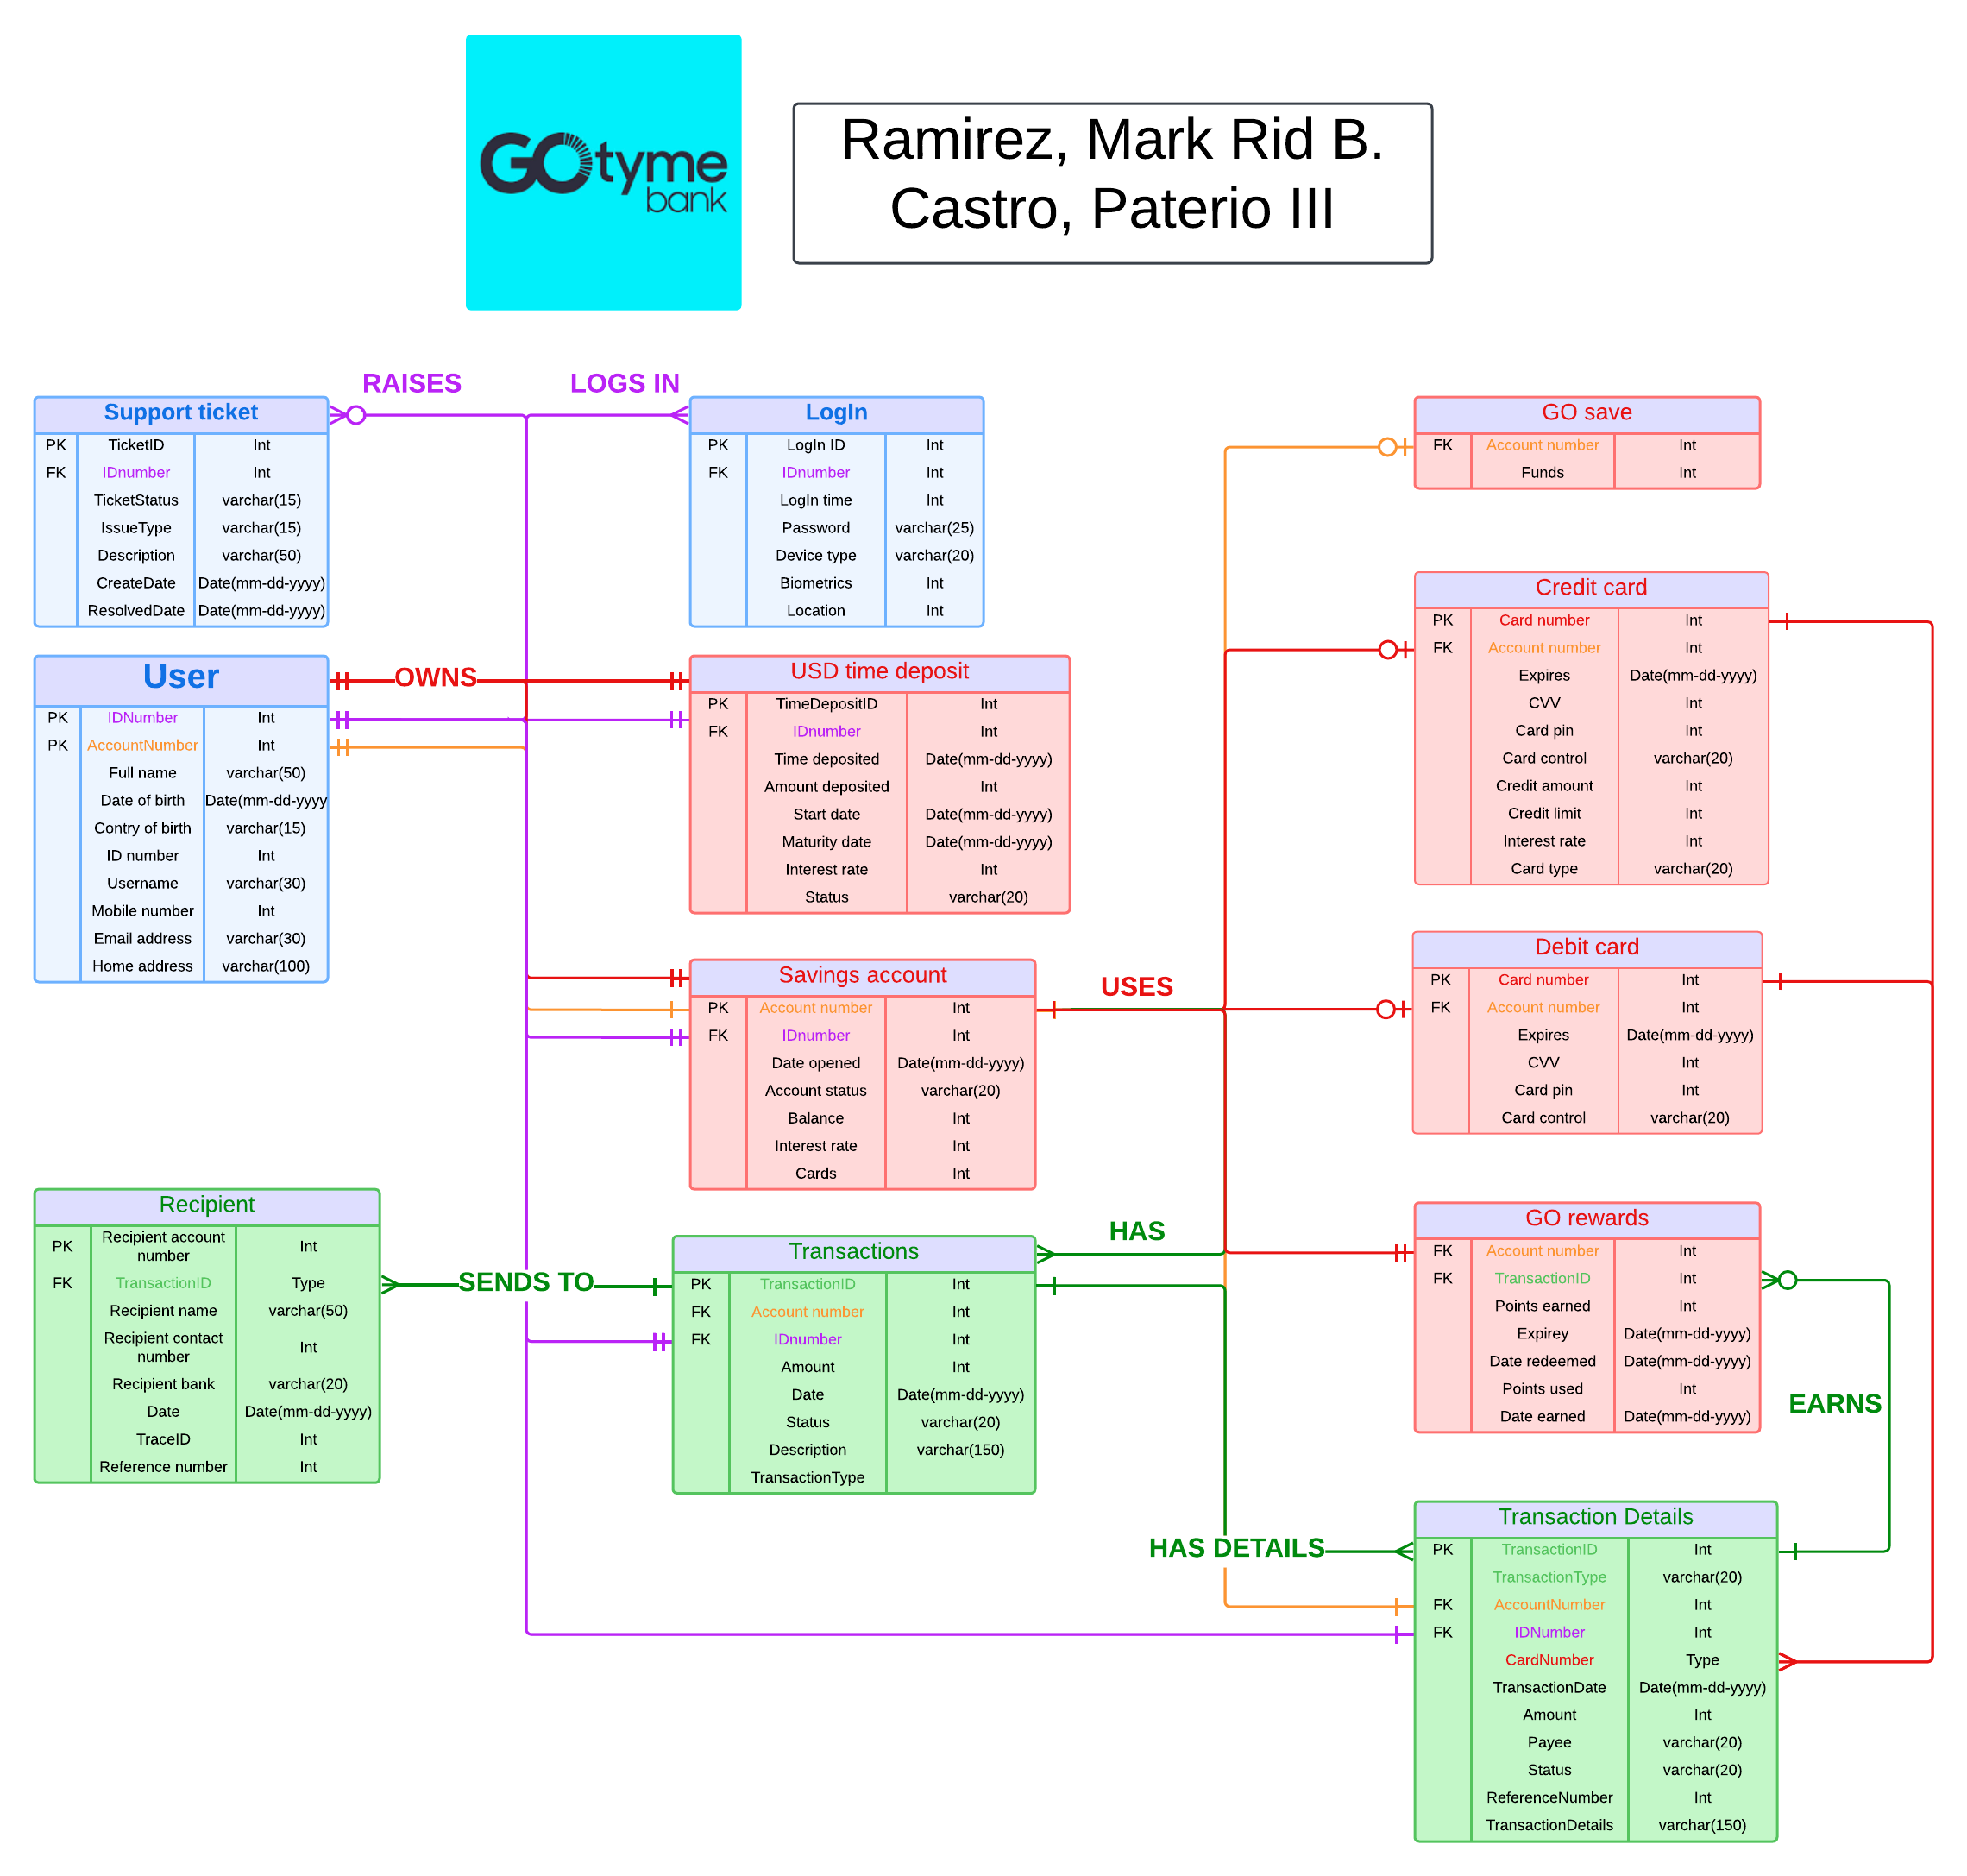 GOtyme
bank
Ramirez, Mark Rid B.
Castro, Paterio III
RAISES
LOGS IN
Support ticket
PK TicketID Int
FK IDnumber Int
TicketStatus varchar(15)
IssueType varchar(15)
Description varchar(50)
CreateDate Date(mm-dd-yyyy)
ResolvedDate Date(mm-dd-yyyy)
LogIn
PK LogIn ID Int
FK IDnumber Int
LogIn time Int
Password varchar(25)
Device type varchar(20)
Biometrics Int
Location Int
GO save
FK Account number Int
Funds Int
Credit card
PK Card number Int
FK Account number Int
Expires Date(mm-dd-yyyy)
CVV Int
Card pin Int
Card control varchar(20)
Credit amount Int
Credit limit Int
Interest rate Int
Card type varchar(20)
User
PK IDNumber Int
PK AccountNumber Int
Full name varchar(50)
Date of birth Date(mm-dd-yyyy
Contry of birth varchar(15)
ID number Int
Username varchar(30)
Mobile number Int
Email address varchar(30)
Home address varchar(100)
OWNS
USD time deposit
PK TimeDepositID Int
FK IDnumber Int
Time deposited Date(mm-dd-yyyy)
Amount deposited Int
Start date Date(mm-dd-yyyy)
Maturity date Date(mm-dd-yyyy)
Interest rate Int
Status varchar(20)
Savings account
PK Account number Int
FK IDnumber Int
Date opened Date(mm-dd-yyyy)
Account status varchar(20)
Balance Int
Interest rate Int
Cards Int
USES
Debit card
PK Card number Int
FK Account number Int
Expires Date(mm-dd-yyyy)
CVV Int
Card pin Int
Card control varchar(20)
Recipient
PK Recipient account
number Int
FK TransactionID Type
Recipient name varchar(50)
Recipient contact
number Int
Recipient bank varchar(20)
Date Date(mm-dd-yyyy)
TraceID Int
Reference number Int
SENDS TO
Transactions
PK TransactionID Int
FK Account number Int
FK IDnumber Int
Amount Int
Date Date(mm-dd-yyyy)
Status varchar(20)
Description varchar(150)
TransactionType
HAS
GO rewards
FK Account number Int
FK TransactionID Int
Points earned Int
Expirey Date(mm-dd-yyyy)
Date redeemed Date(mm-dd-yyyy)
Points used Int
Date earned Date(mm-dd-yyyy)
EARNS
HAS DETAILS
Transaction Details
PK TransactionID Int
TransactionType varchar(20)
FK AccountNumber Int
FK IDNumber Int
CardNumber Type
TransactionDate Date(mm-dd-yyyy)
Amount Int
Payee varchar(20)
Status varchar(20)
ReferenceNumber Int
TransactionDetails varchar(150)